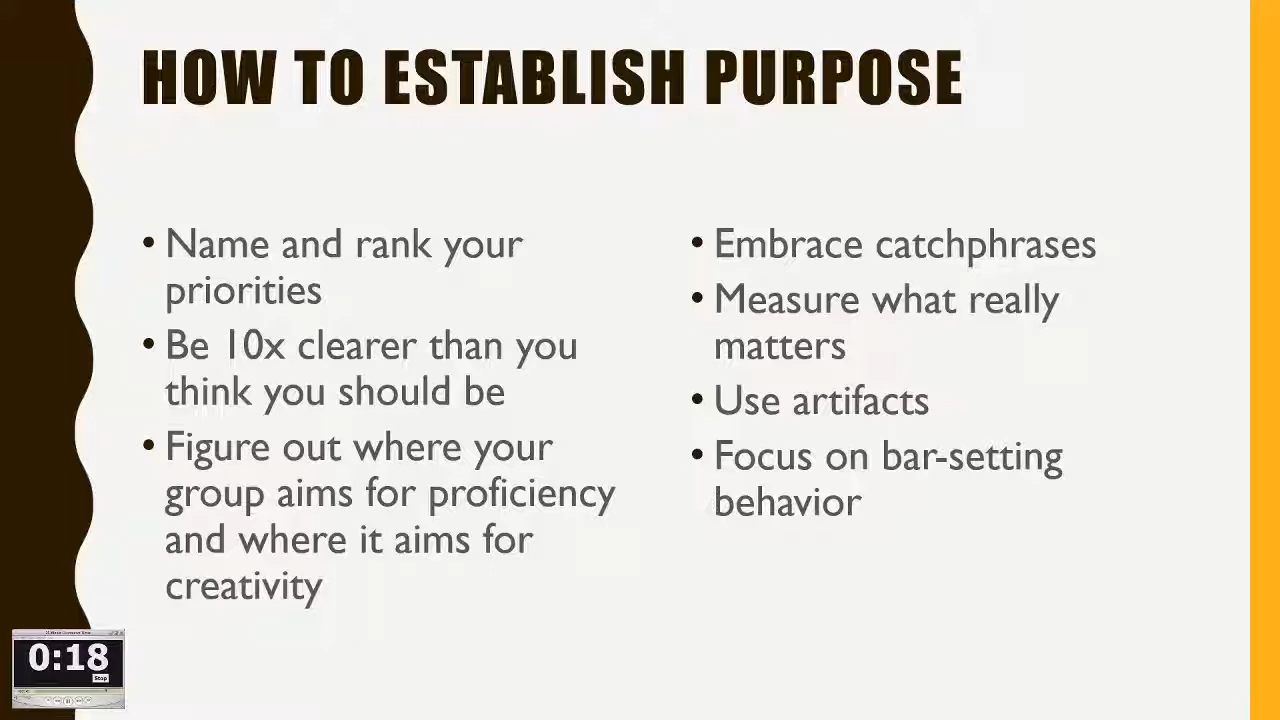 HOW TO ESTABLISH PURPOSE
• Name and rank your
priorities
• Be 10x clearer than you
think you should be
• Figure out where your
group aims for proficiency
and where it aims for
creativity
• Embrace catchphrases
• Measure what really
matters
• Use artifacts
• Focus on bar-setting
behavior
0:18
Stop